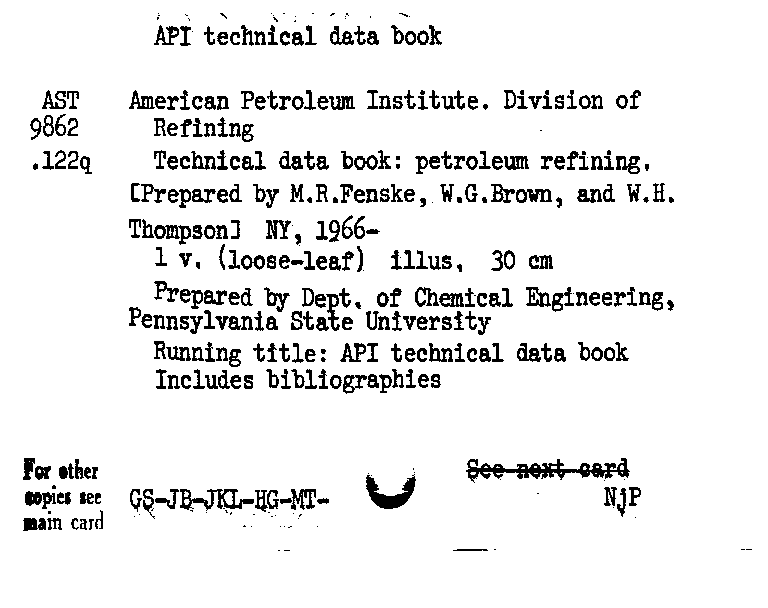 API technical data book
AST American Petroleum Institute. Division of
9862 Refining
.122q Technical data book: petroleum refining.
[Prepared by M.R.Fenske, W.G.Brown, and W.H.
Thompson] NY, 1966-
1 v. (loose-leaf) illus. 30 cm
Prepared by Dept. of Chemical Engineering,
Pennsylvania State University
Running title: API technical data book
Includes bibliographies
For other See next card
copies see GS-JB-JKL-HG-MT- NjP
main card